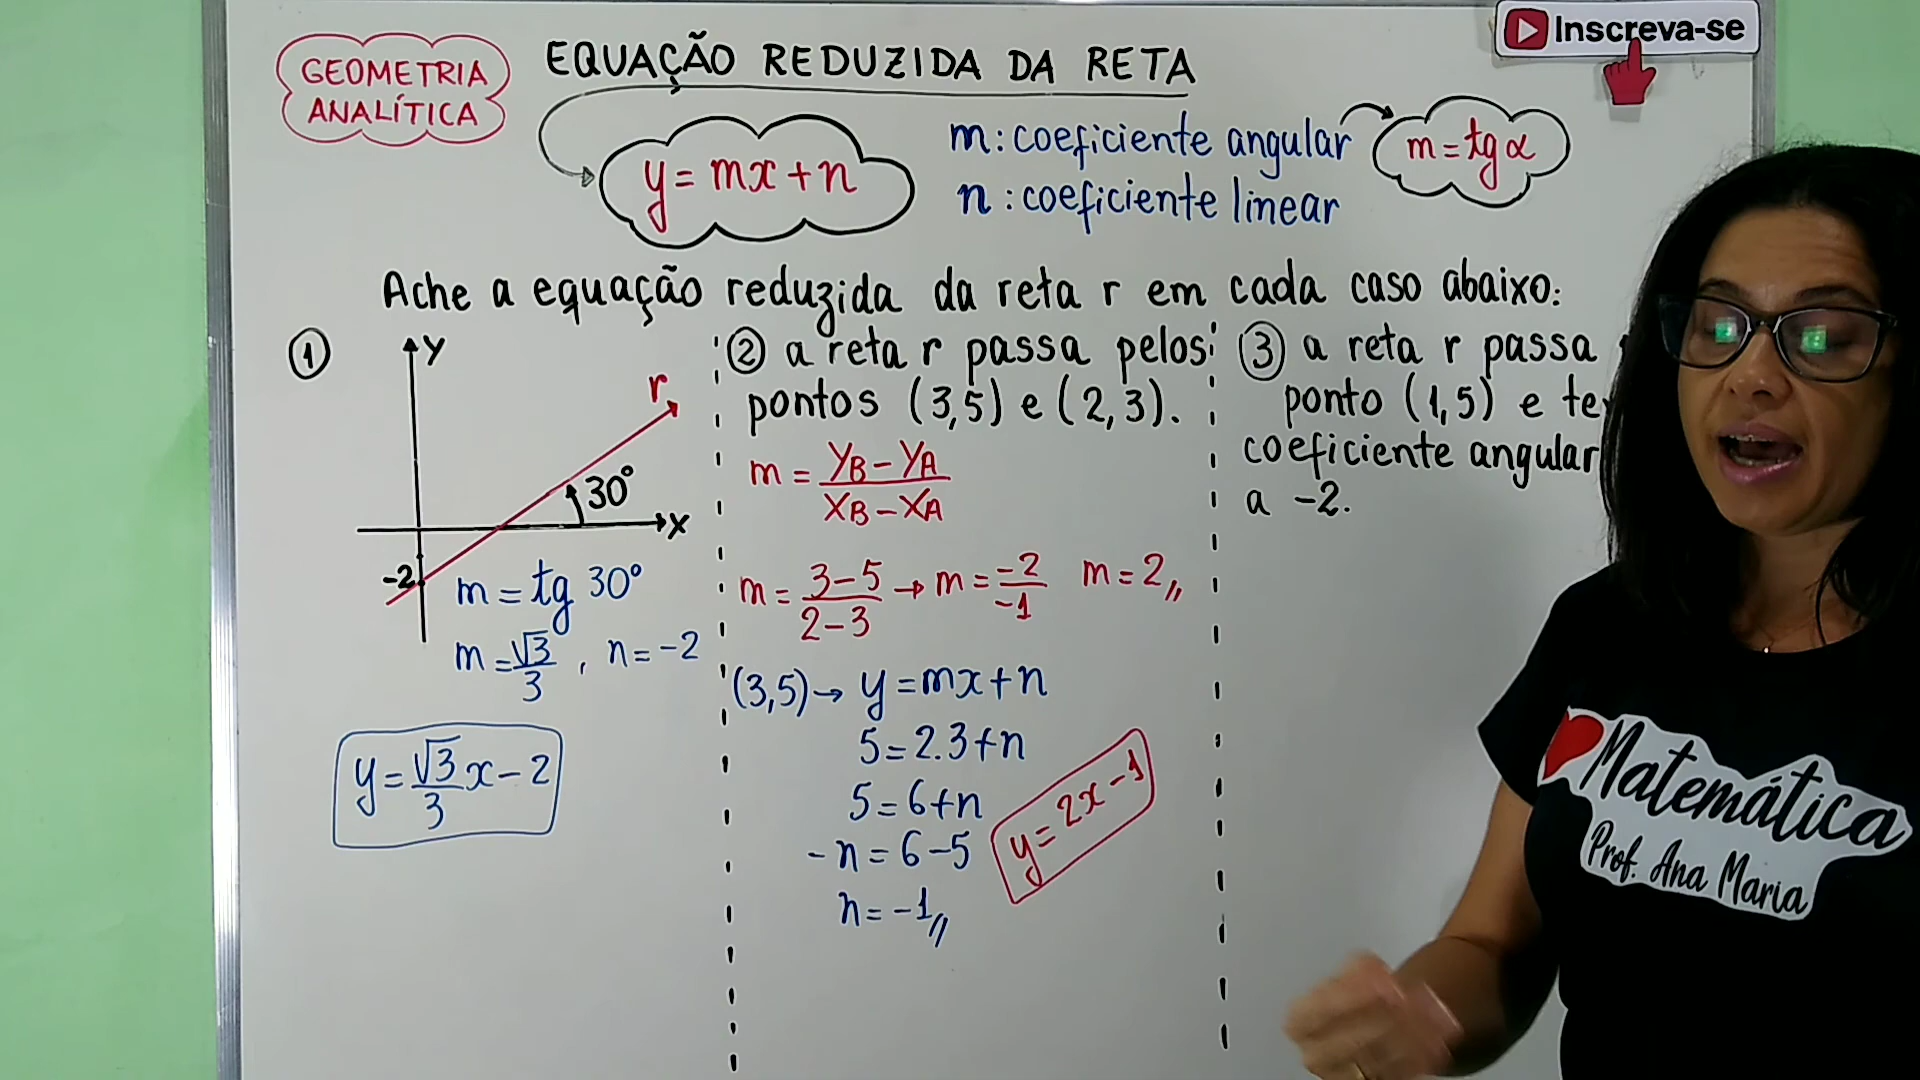 Inscreva-se
GEOMETRIA
ANALÍTICA
EQUAÇÃO REDUZIDA DA RETA
y = mx + n
m: coeficiente angular
n: coeficiente linear
m = tg α
Ache a equação reduzida da reta r em cada caso abaixo:
①
Y
r
30°
X
-2
m = tg 30°
m = √3/3, n = -2
y = √3/3 x - 2
② a reta r passa pelos
pontos (3,5) e (2,3).
m = YB - YA / XB - XA
m = 3-5 / 2-3 → m = -2/-1 m = 2//
(3,5) → y = mx + n
5 = 2.3 + n
5 = 6 + n
- n = 6 - 5
n = -1//
y = 2x - 1
③ a reta r passa
ponto (1,5) e
coeficiente angular
a -2.
Matemática
Prof. Ana Maria